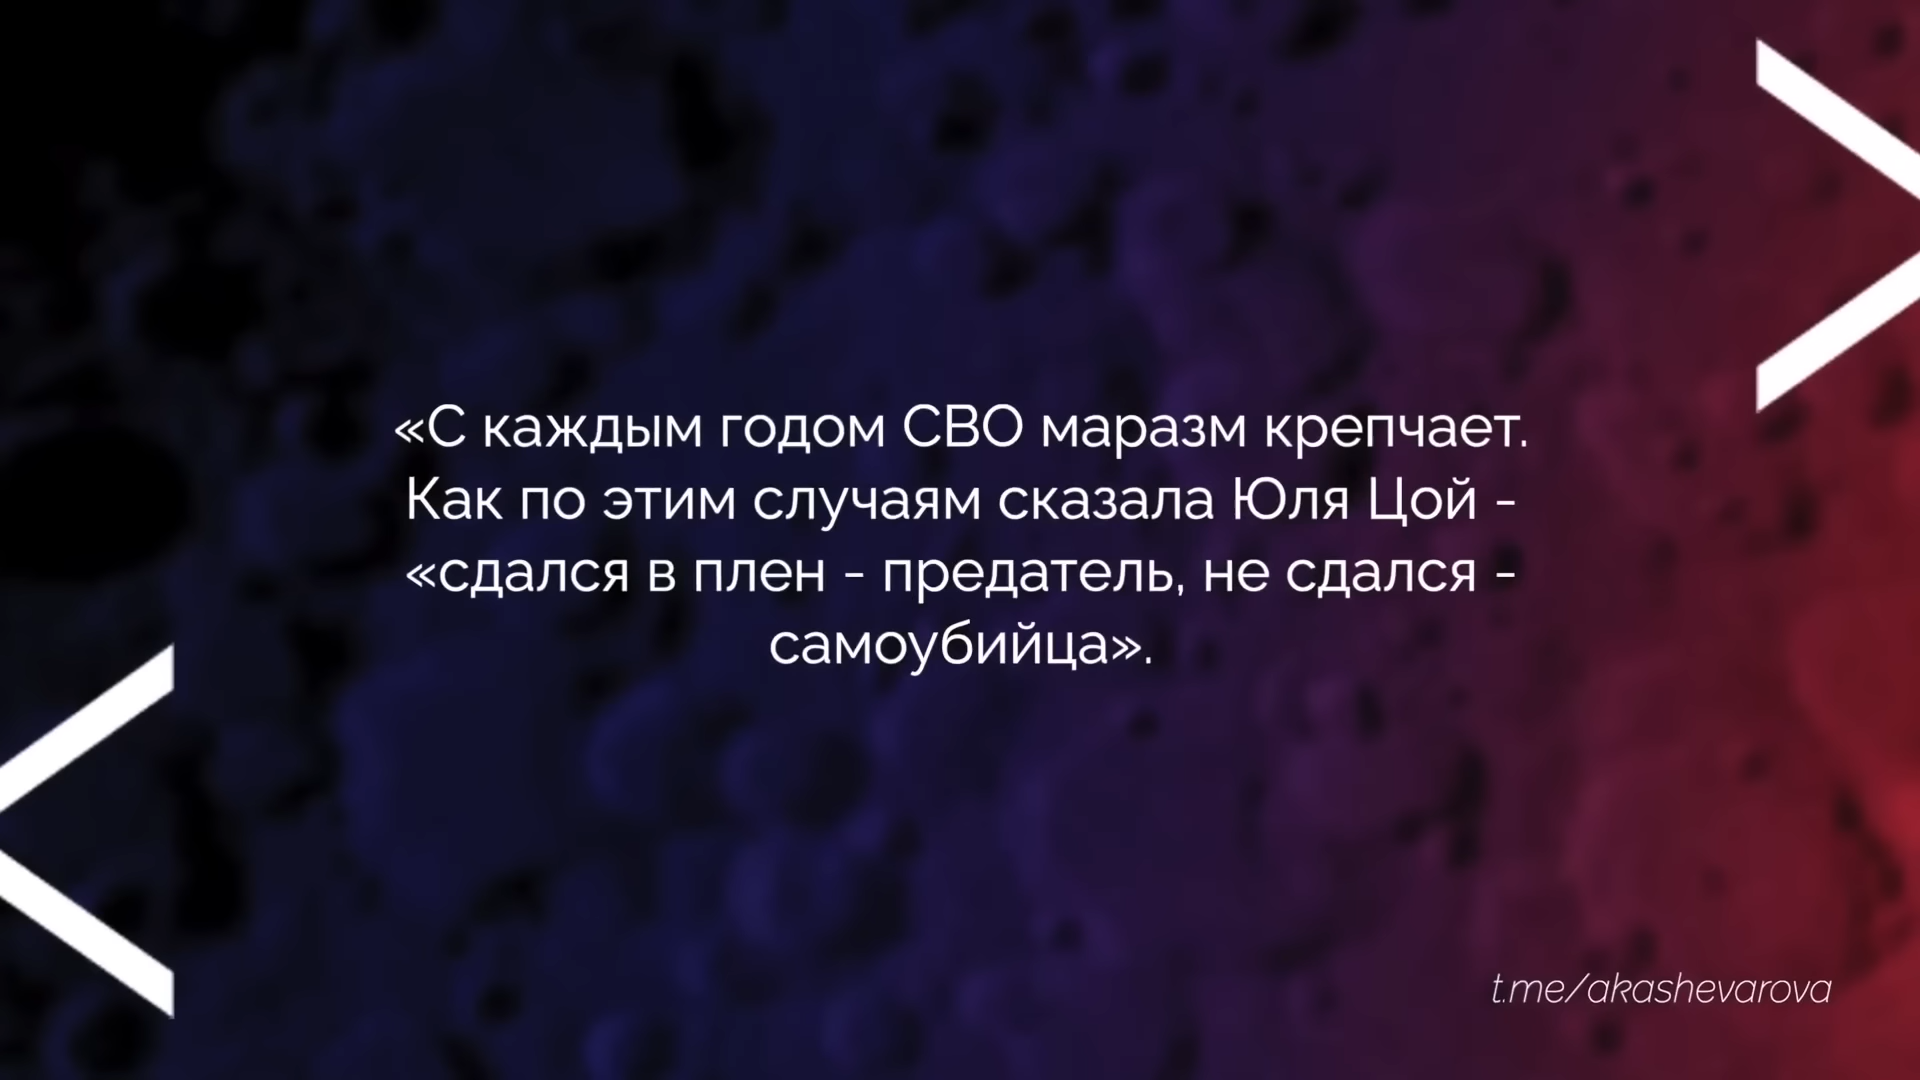 «С каждым годом СВО маразм крепчает.
Как по этим случаям сказала Юля Цой -
«сдался в плен - предатель, не сдался -
самоубийца».
t.me/akashevarova